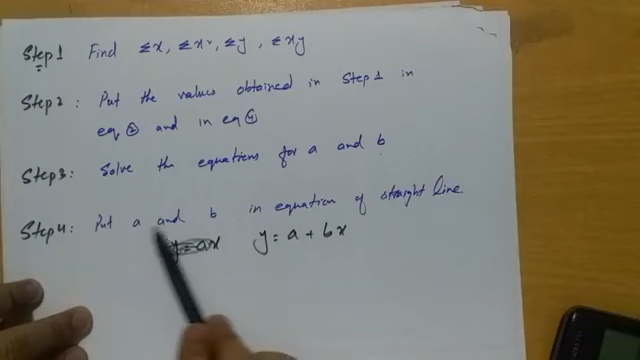 Step 1 Find Σx, Σx², Σy, Σxy
Step 2: Put the values obtained in Step 1 in
eq ② and in eq ④
Step 3: Solve the equations for a and b
Step 4: Put a and b in equation of straight line.
y = ax y = a + bx